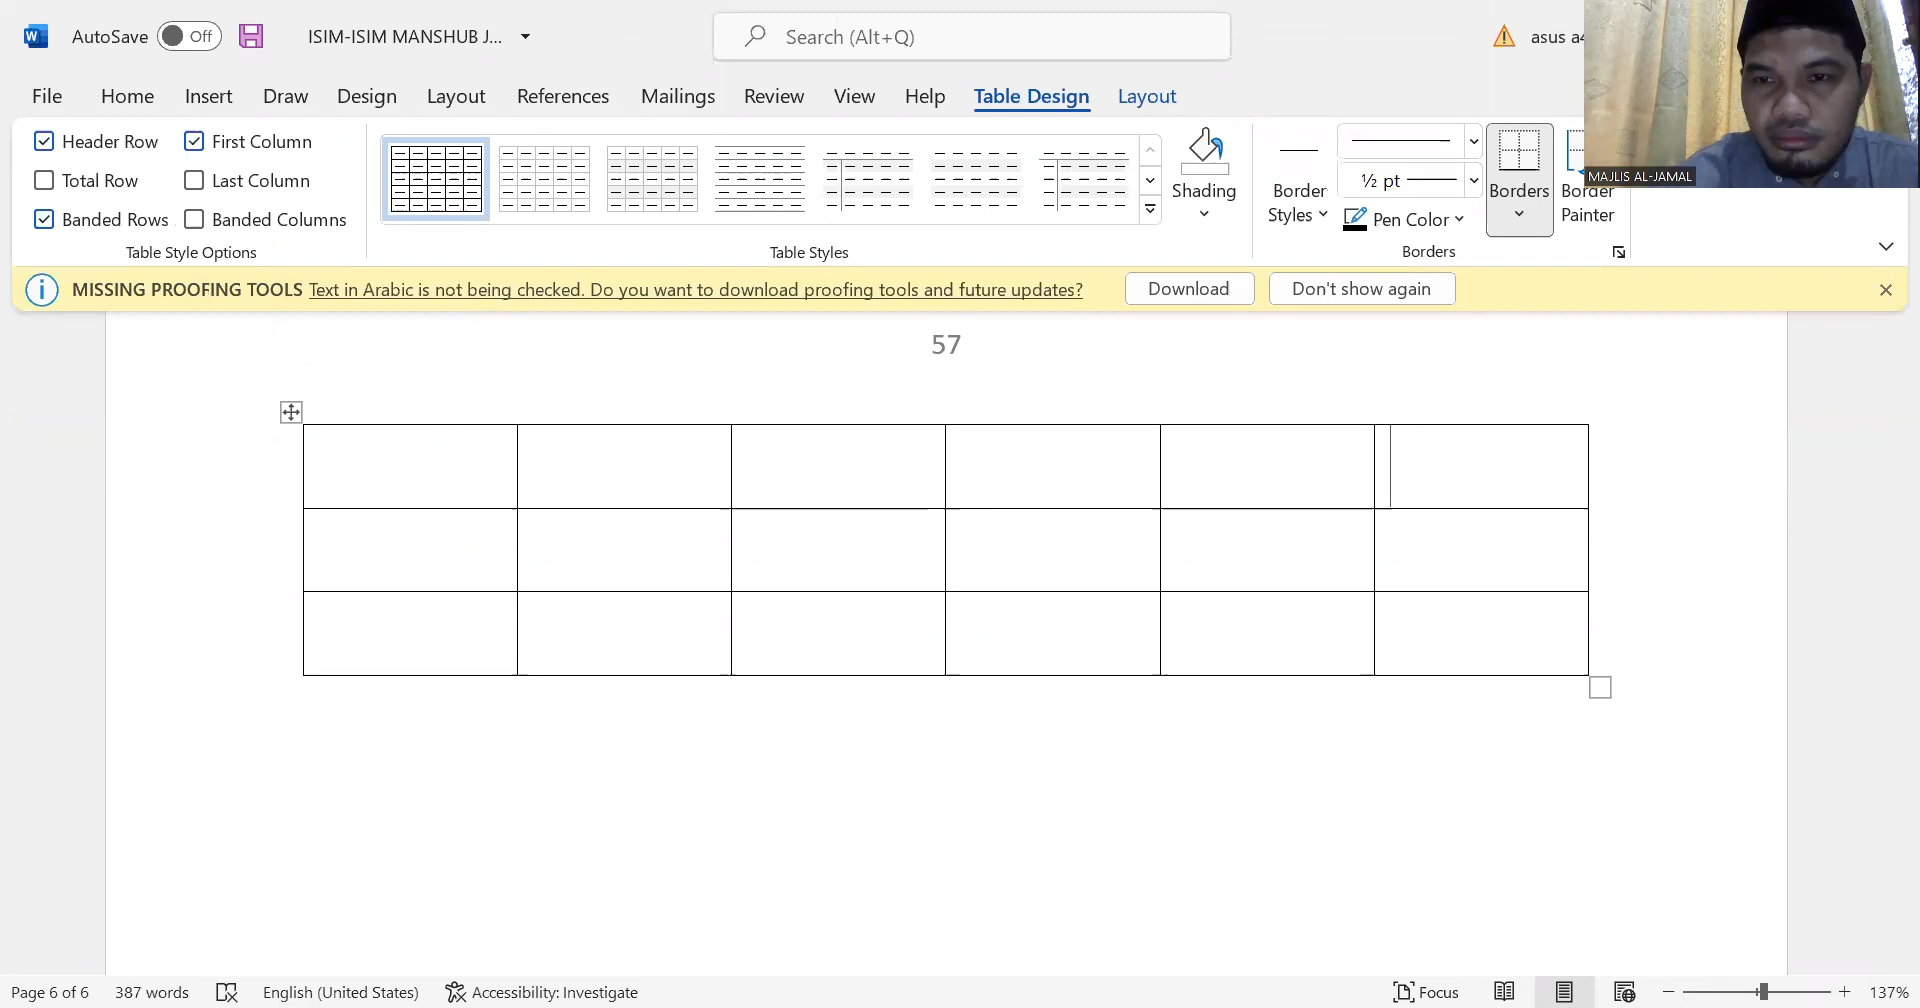 AutoSave Off ISIM-ISIM MANSHUB J... Search (Alt+Q) asus a4
File Home Insert Draw Design Layout References Mailings Review View Help Table Design Layout
Header Row First Column
Total Row Last Column
Banded Rows Banded Columns
Table Style Options
Table Styles
Shading
Border Styles
½ pt
Pen Color
Borders
Border Painter
Borders
MAJLIS AL-JAMAL
MISSING PROOFING TOOLS Text in Arabic is not being checked. Do you want to download proofing tools and future updates? Download Don't show again
57
Page 6 of 6 387 words English (United States) Accessibility: Investigate Focus 137%